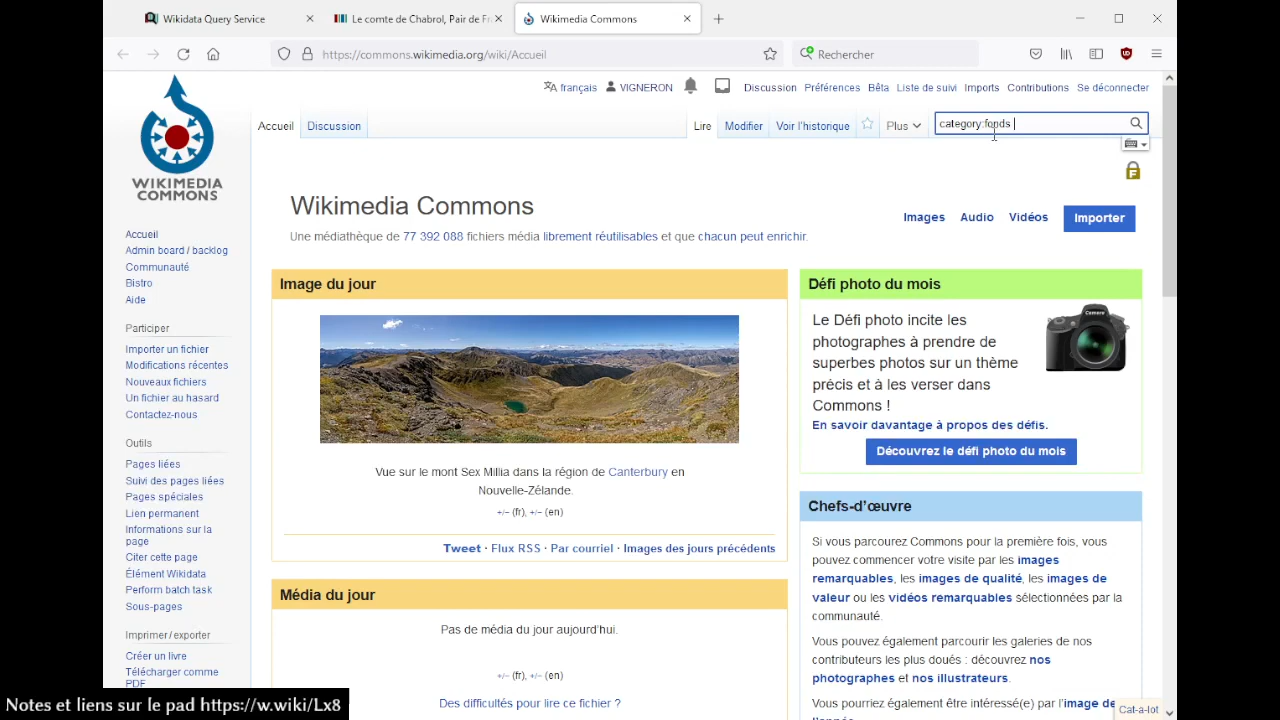 Wikidata Query Service
Le comte de Chabrol, Pair de Fr
Wikimedia Commons
https://commons.wikimedia.org/wiki/Accueil
Rechercher
français VIGNERON Discussion Préférences Bêta Liste de suivi Imports Contributions Se déconnecter
Accueil Discussion Lire Modifier Voir l'historique Plus category:fonds
WIKIMEDIA
COMMONS
Accueil
Admin board / backlog
Communauté
Bistro
Aide
Participer
Importer un fichier
Modifications récentes
Nouveaux fichiers
Un fichier au hasard
Contactez-nous
Outils
Pages liées
Suivi des pages liées
Pages spéciales
Lien permanent
Informations sur la
page
Citer cette page
Élément Wikidata
Perform batch task
Sous-pages
Imprimer / exporter
Créer un livre
Télécharger comme
PDF
Wikimedia Commons
Une médiathèque de 77 392 088 fichiers média librement réutilisables et que chacun peut enrichir.
Images Audio Vidéos Importer
Image du jour
Vue sur le mont Sex Millia dans la région de Canterbury en
Nouvelle-Zélande.
+/− (fr), +/− (en)
Tweet · Flux RSS · Par courriel · Images des jours précédents
Média du jour
Pas de média du jour aujourd'hui.
+/− (fr), +/− (en)
Des difficultés pour lire ce fichier ?
Défi photo du mois
Le Défi photo incite les
photographes à prendre de
superbes photos sur un thème
précis et à les verser dans
Commons !
En savoir davantage à propos des défis.
Découvrez le défi photo du mois
Chefs-d'œuvre
Si vous parcourez Commons pour la première fois, vous
pouvez commencer votre visite par les images
remarquables, les images de qualité, les images de
valeur ou les vidéos remarquables sélectionnées par la
communauté.
Vous pouvez également parcourir les galeries de nos
contributeurs les plus doués : découvrez nos
photographes et nos illustrateurs.
Vous pourriez également être intéressé(e) par l'image de
Cat-a-lot
Notes et liens sur le pad https://w.wiki/Lx8